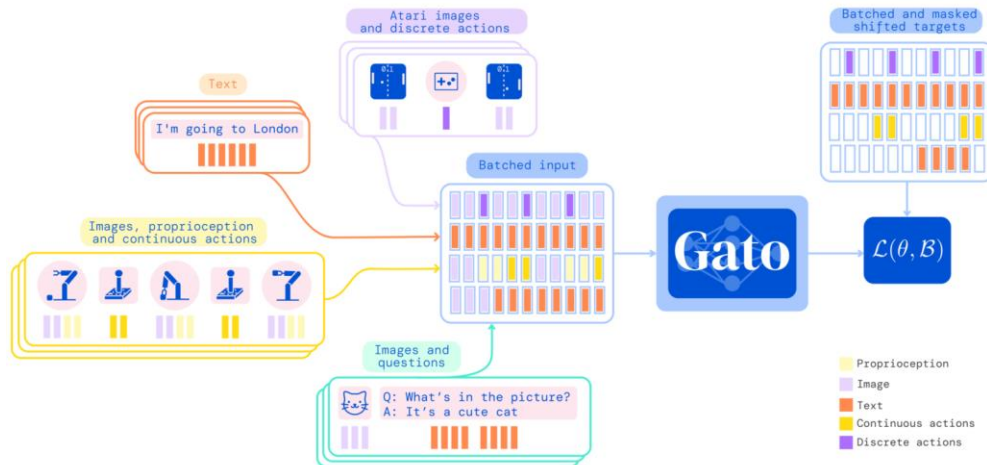 Atari images
and discrete actions
Batched and masked
shifted targets
Text
I'm going to London
Batched input
Images, proprioception
and continuous actions
Gato
L(θ, B)
Images and
questions
Q: What's in the picture?
A: It's a cute cat
Proprioception
Image
Text
Continuous actions
Discrete actions